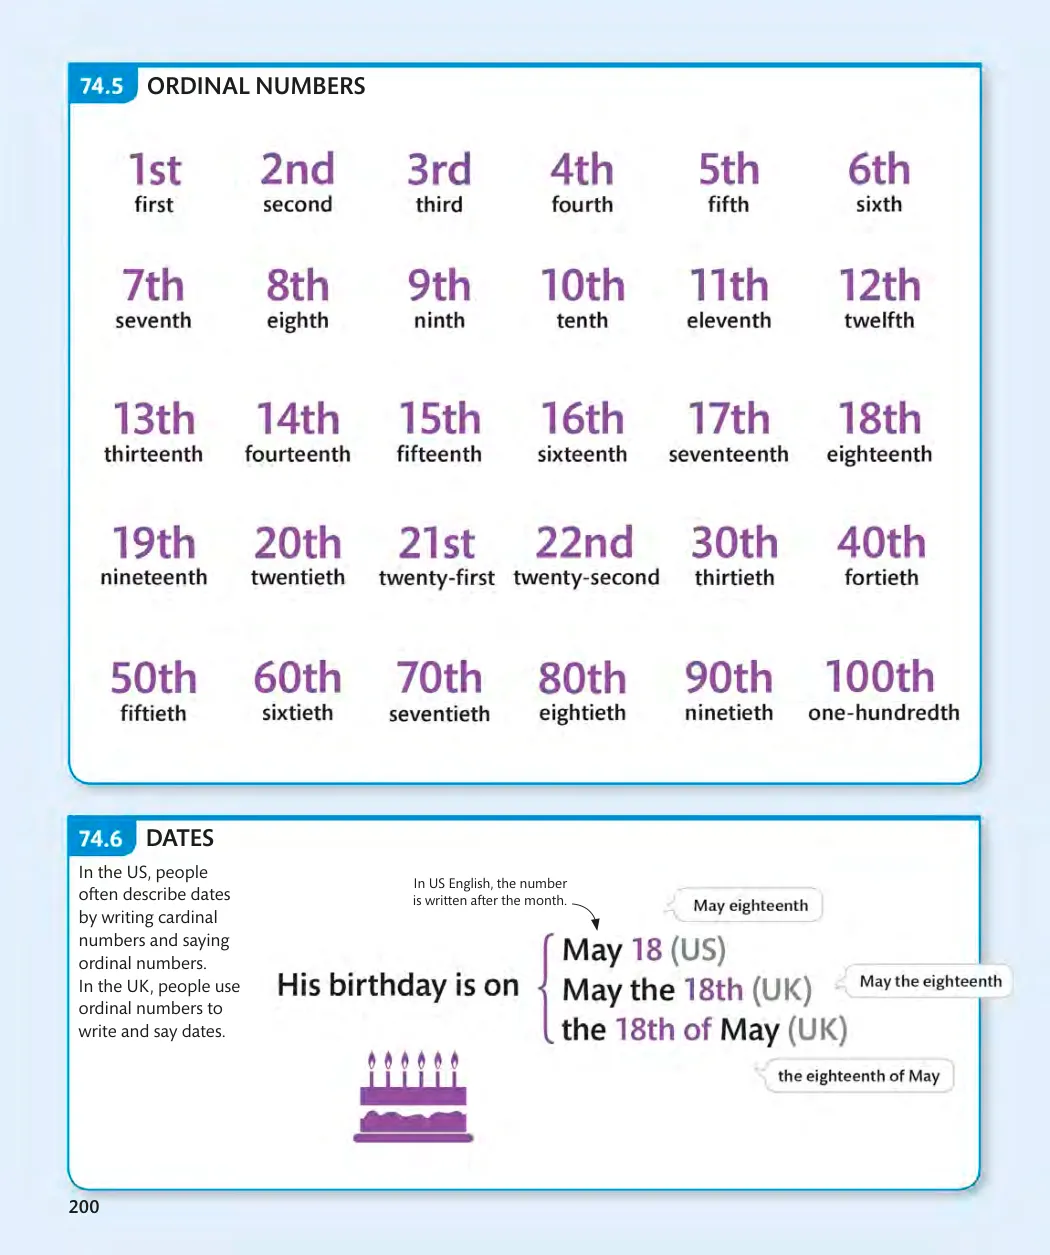 74.5 ORDINAL NUMBERS
1st 2nd 3rd 4th 5th 6th
first second third fourth fifth sixth
7th 8th 9th 10th 11th 12th
seventh eighth ninth tenth eleventh twelfth
13th 14th 15th 16th 17th 18th
thirteenth fourteenth fifteenth sixteenth seventeenth eighteenth
19th 20th 21st 22nd 30th 40th
nineteenth twentieth twenty-first twenty-second thirtieth fortieth
50th 60th 70th 80th 90th 100th
fiftieth sixtieth seventieth eightieth ninetieth one-hundredth
74.6 DATES
In the US, people
often describe dates
by writing cardinal
numbers and saying
ordinal numbers.
In the UK, people use
ordinal numbers to
write and say dates.
In US English, the number
is written after the month.
May eighteenth
His birthday is on
May 18 (US)
May the 18th (UK)
May the eighteenth
the 18th of May (UK)
the eighteenth of May
200